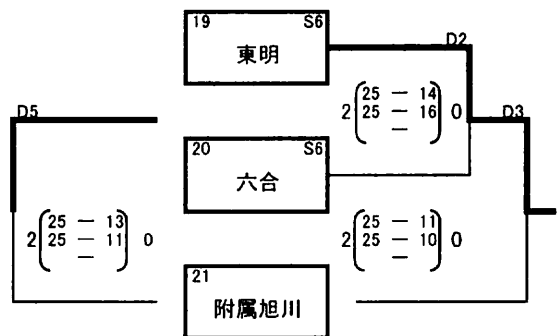 19 S6
東明
D2
2 25 — 14 0
25 — 16
—
D5
D3
20 S6
六合
2 25 — 13 0
25 — 11
—
2 25 — 11 0
25 — 10
—
21
附属旭川